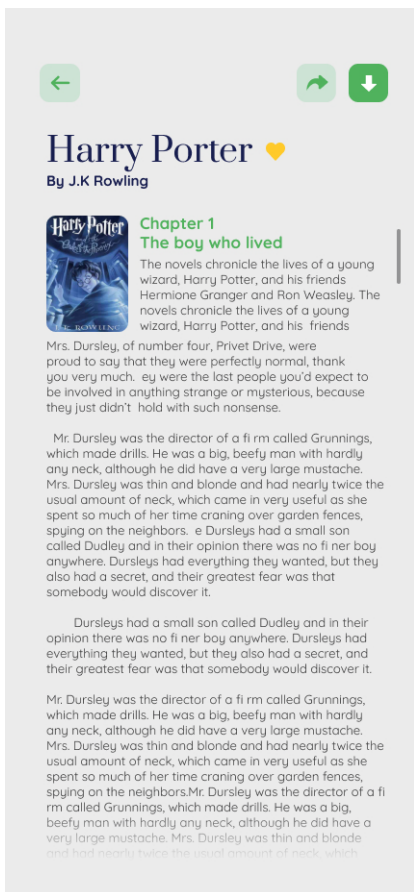 Harry Porter
By J.K Rowling
Harry Potter
and the
Order of the Phoenix
J.K. ROWLING
Chapter 1
The boy who lived
The novels chronicle the lives of a young
wizard, Harry Potter, and his friends
Hermione Granger and Ron Weasley. The
novels chronicle the lives of a young
wizard, Harry Potter, and his  friends
Mrs. Dursley, of number four, Privet Drive, were
proud to say that they were perfectly normal, thank
you very much.  ey were the last people you'd expect to
be involved in anything strange or mysterious, because
they just didn't  hold with such nonsense.
Mr. Dursley was the director of a fi rm called Grunnings,
which made drills. He was a big, beefy man with hardly
any neck, although he did have a very large mustache.
Mrs. Dursley was thin and blonde and had nearly twice the
usual amount of neck, which came in very useful as she
spent so much of her time craning over garden fences,
spying on the neighbors.  e Dursleys had a small son
called Dudley and in their opinion there was no fi ner boy
anywhere. Dursleys had everything they wanted, but they
also had a secret, and their greatest fear was that
somebody would discover it.
Dursleys had a small son called Dudley and in their
opinion there was no fi ner boy anywhere. Dursleys had
everything they wanted, but they also had a secret, and
their greatest fear was that somebody would discover it.
Mr. Dursley was the director of a fi rm called Grunnings,
which made drills. He was a big, beefy man with hardly
any neck, although he did have a very large mustache.
Mrs. Dursley was thin and blonde and had nearly twice the
usual amount of neck, which came in very useful as she
spent so much of her time craning over garden fences,
spying on the neighbors.Mr. Dursley was the director of a fi
rm called Grunnings, which made drills. He was a big,
beefy man with hardly any neck, although he did have a
very large mustache. Mrs. Dursley was thin and blonde
and had nearly twice the usual amount of neck, which